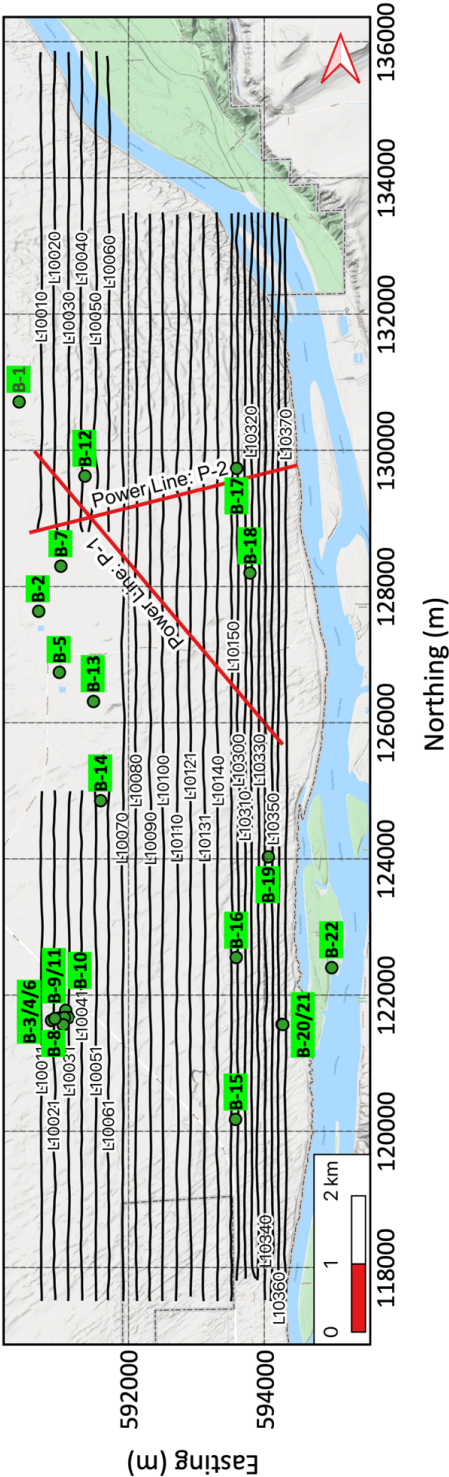 B-1
B-3/4/6
B-2
L10011 L10010
B-8 B-9/11
L10021 B-5 B-7 L10020
L10031 L10030
B-10
L10041 B-12 L10040
L10051 B-13 L10050
B-14
L10061 L10060
L10070
L10080
L10090
L10100
L10110
L10121
L10131
L10140
L10150
Power Line: P-1
Power Line: P-2
B-15 B-16 B-17
L10300
L10310 B-18 L10320
L10340 L10330
B-19
L10350
L10360 L10370
B-20/21
B-22
0 1 2 km
592000
594000
Easting (m)
118000 120000 122000 124000 126000 128000 130000 132000 134000 136000
Northing (m)